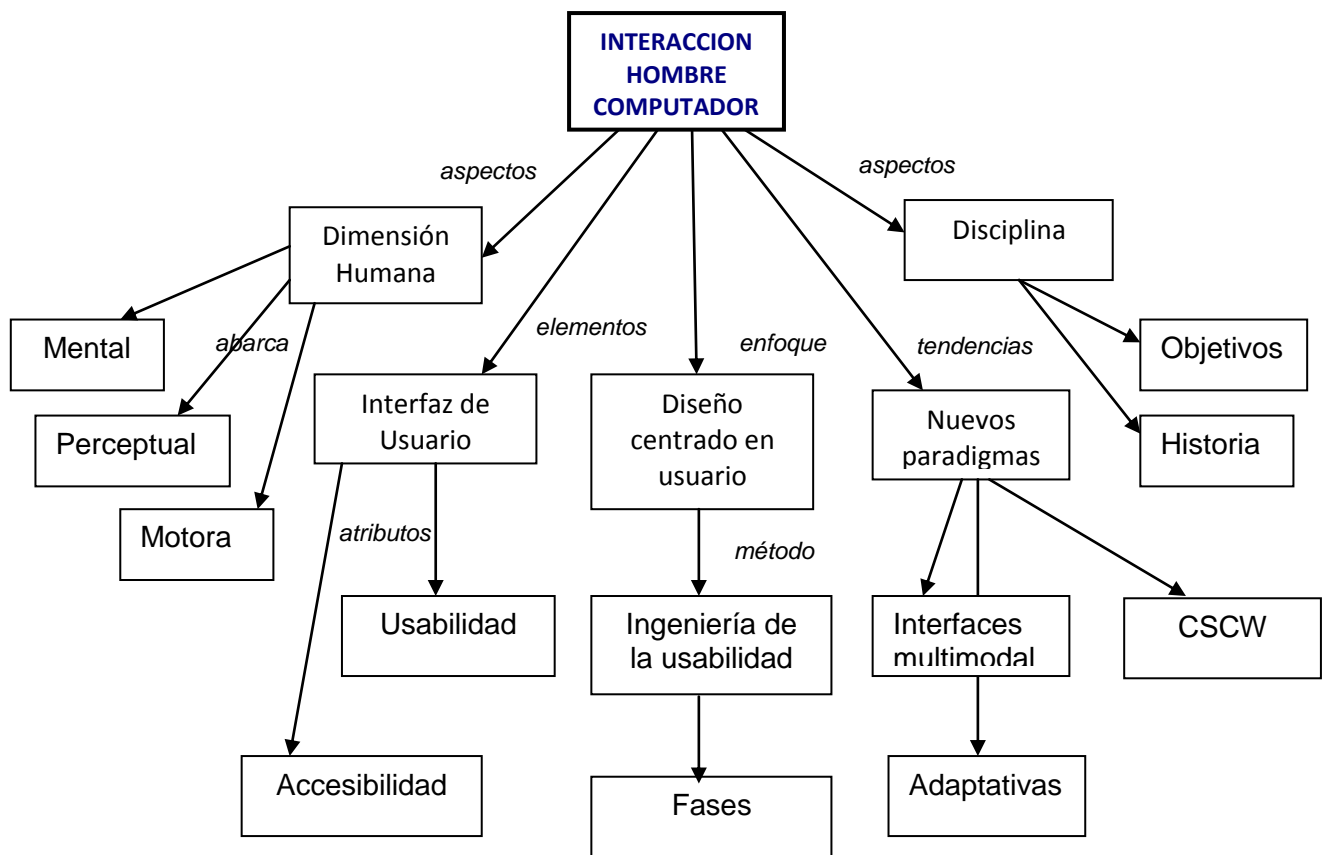 INTERACCION
HOMBRE
COMPUTADOR
aspectos
aspectos
Dimensión
Humana
Disciplina
Mental
abarca
elementos
enfoque
tendencias
Objetivos
Perceptual
Interfaz de
Usuario
Diseño
centrado en
usuario
Nuevos
paradigmas
Historia
Motora
atributos
método
Usabilidad
Ingeniería de
la usabilidad
Interfaces
multimodal
CSCW
Accesibilidad
Fases
Adaptativas